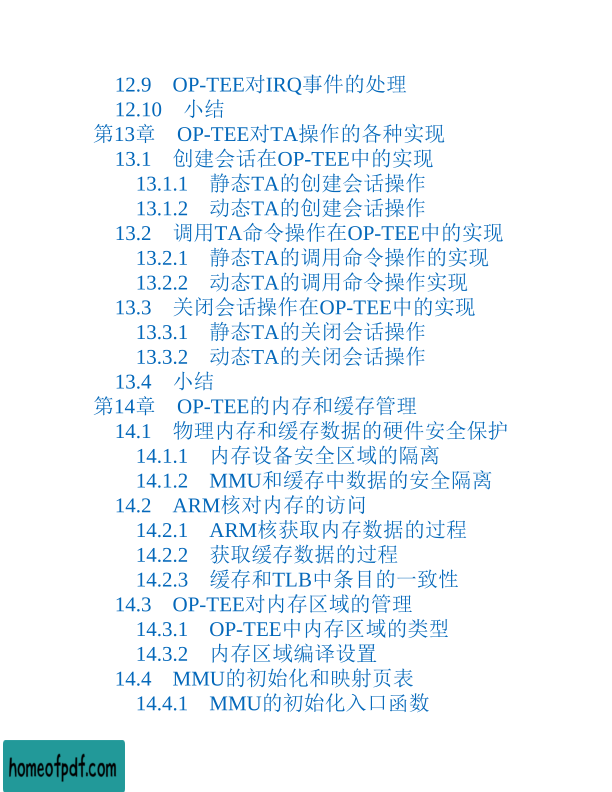 12.9 OP-TEE对IRQ事件的处理
12.10 小结
第13章 OP-TEE对TA操作的各种实现
13.1 创建会话在OP-TEE中的实现
13.1.1 静态TA的创建会话操作
13.1.2 动态TA的创建会话操作
13.2 调用TA命令操作在OP-TEE中的实现
13.2.1 静态TA的调用命令操作的实现
13.2.2 动态TA的调用命令操作实现
13.3 关闭会话操作在OP-TEE中的实现
13.3.1 静态TA的关闭会话操作
13.3.2 动态TA的关闭会话操作
13.4 小结
第14章 OP-TEE的内存和缓存管理
14.1 物理内存和缓存数据的硬件安全保护
14.1.1 内存设备安全区域的隔离
14.1.2 MMU和缓存中数据的安全隔离
14.2 ARM核对内存的访问
14.2.1 ARM核获取内存数据的过程
14.2.2 获取缓存数据的过程
14.2.3 缓存和TLB中条目的一致性
14.3 OP-TEE对内存区域的管理
14.3.1 OP-TEE中内存区域的类型
14.3.2 内存区域编译设置
14.4 MMU的初始化和映射页表
14.4.1 MMU的初始化入口函数
homeofpdf.com